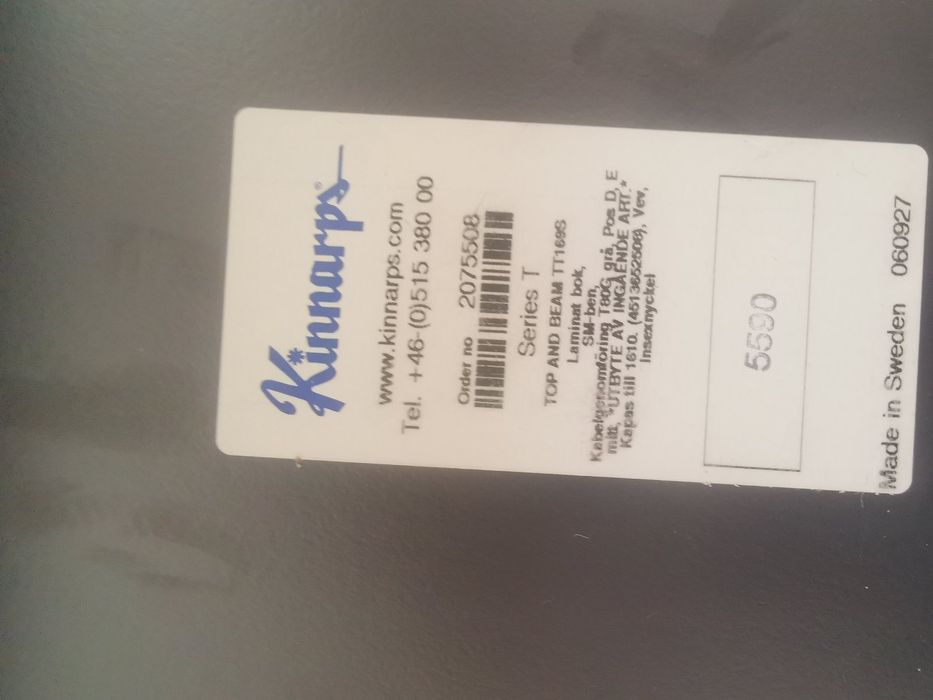 Kinnarps®
www.kinnarps.com
Tel. +46-(0)515 380 00
Order no 2075508
Series T
TOP AND BEAM TT169S
Laminat bok,
SM-ben,
Kabelgenomföring T80G grå, Pos D, E
mitt, *UTBYTE AV INGÅENDE ART.*
Kapas till 1610. (4513652608), Vev,
Insexnyckel
5590
Made in Sweden 060927